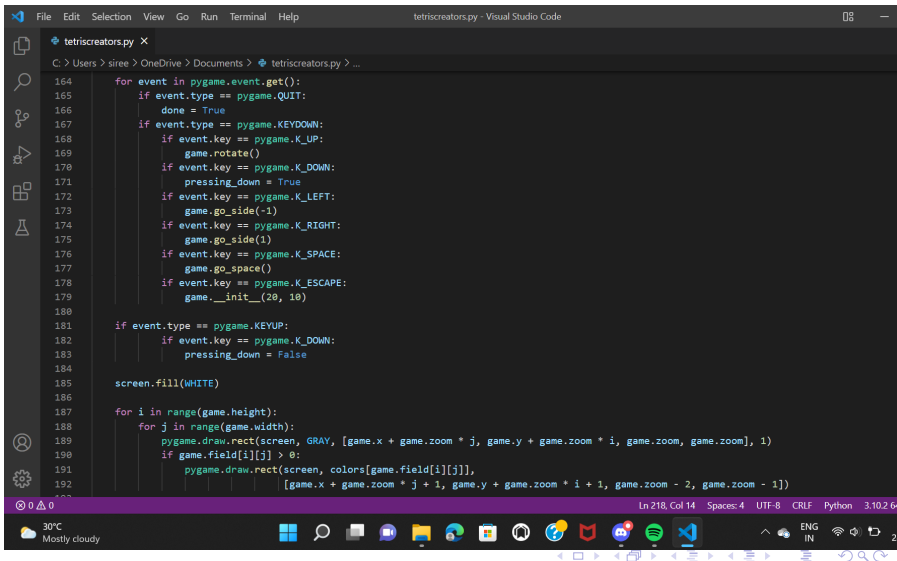 File Edit Selection View Go Run Terminal Help tetriscreators.py - Visual Studio Code
tetriscreators.py ×
C: > Users > siree > OneDrive > Documents > tetriscreators.py > ...
164 for event in pygame.event.get():
165 if event.type == pygame.QUIT:
166 done = True
167 if event.type == pygame.KEYDOWN:
168 if event.key == pygame.K_UP:
169 game.rotate()
170 if event.key == pygame.K_DOWN:
171 pressing_down = True
172 if event.key == pygame.K_LEFT:
173 game.go_side(-1)
174 if event.key == pygame.K_RIGHT:
175 game.go_side(1)
176 if event.key == pygame.K_SPACE:
177 game.go_space()
178 if event.key == pygame.K_ESCAPE:
179 game.__init__(20, 10)
180
181 if event.type == pygame.KEYUP:
182 if event.key == pygame.K_DOWN:
183 pressing_down = False
184
185 screen.fill(WHITE)
186
187 for i in range(game.height):
188 for j in range(game.width):
189 pygame.draw.rect(screen, GRAY, [game.x + game.zoom * j, game.y + game.zoom * i, game.zoom, game.zoom], 1)
190 if game.field[i][j] > 0:
191 pygame.draw.rect(screen, colors[game.field[i][j]],
192 [game.x + game.zoom * j + 1, game.y + game.zoom * i + 1, game.zoom - 2, game.zoom - 1])
0 0 Ln 218, Col 14 Spaces: 4 UTF-8 CRLF Python 3.10.2 64
30°C ENG
Mostly cloudy IN